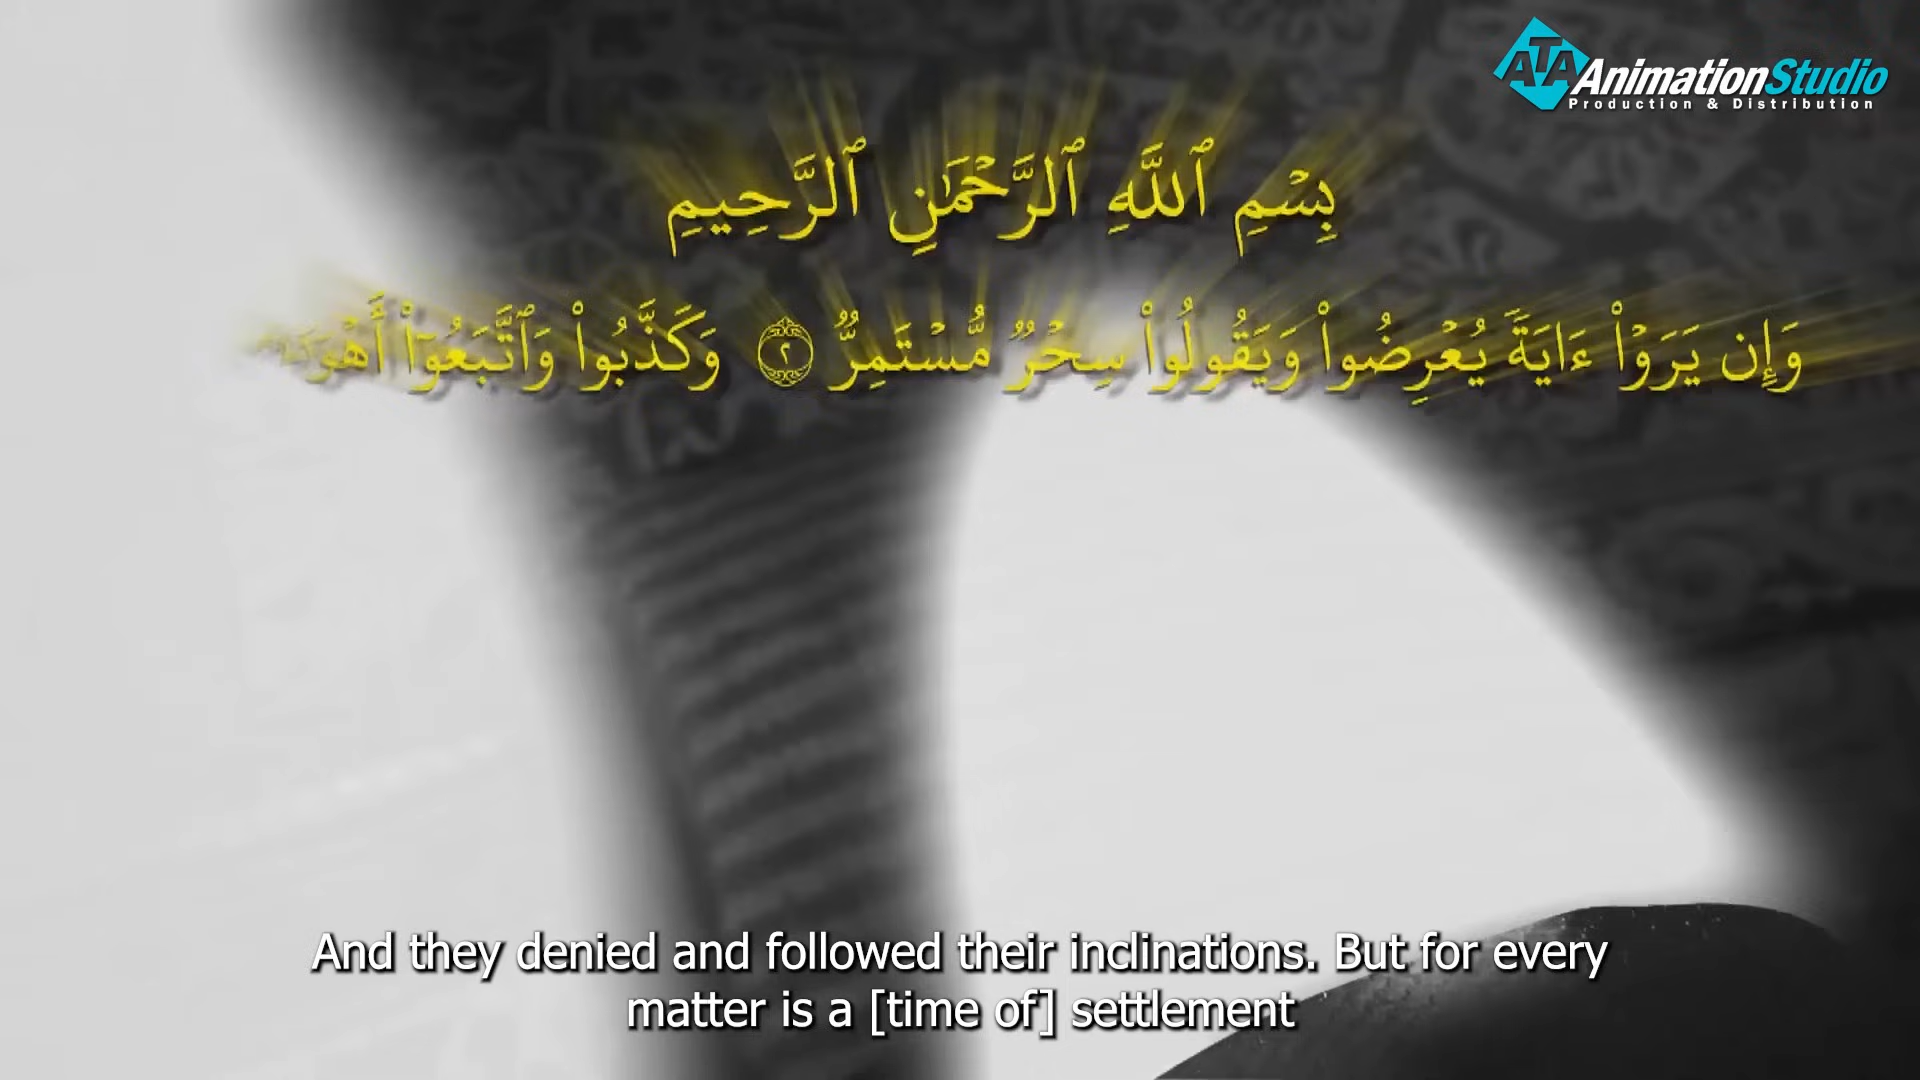 ATA AnimationStudio
Production & Distribution
بِسْمِ ٱللَّهِ ٱلرَّحْمَٰنِ ٱلرَّحِيمِ
وَإِن يَرَوْا۟ ءَايَةً يُعْرِضُوا۟ وَيَقُولُوا۟ سِحْرٌ مُّسْتَمِرٌّ ٢ وَكَذَّبُوا۟ وَٱتَّبَعُوٓا۟
And they denied and followed their inclinations. But for every
matter is a [time of] settlement